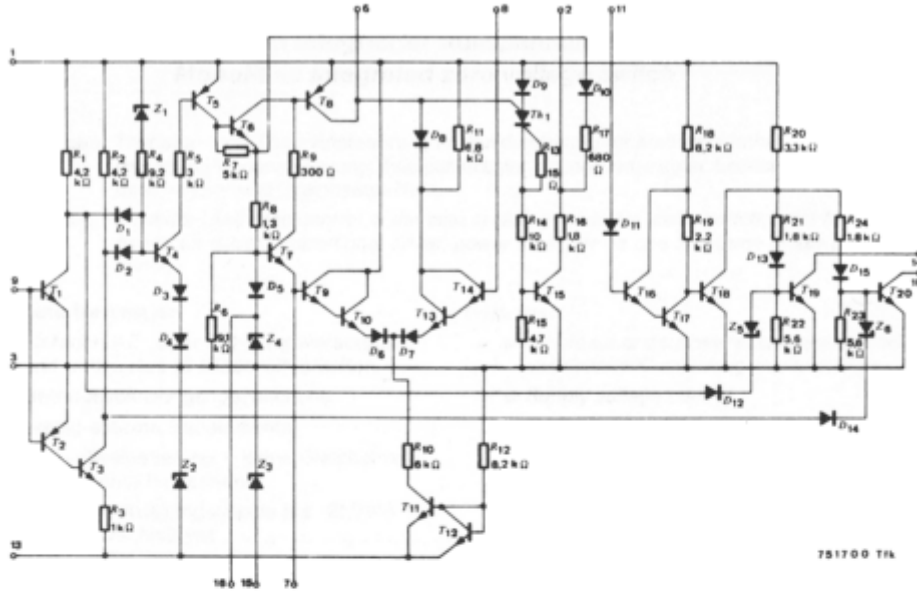 6 8 2 11
1
T5 T6 T8 D9 D10
Z1 Th1
R1 4,2 kΩ
R2 4,2 kΩ
R4 9,2 kΩ
R5 3 kΩ
R7 5kΩ
R9 300Ω
D8
R11 6,8 kΩ
R13 15 Ω
R17 680 Ω
R18 8,2 kΩ
R20 3,3kΩ
R8 1,3 kΩ
D1
D2
T4
T7
R14 10 kΩ
R16 1,8 kΩ
D11
R19 2,2 kΩ
R21 1,8 kΩ
R24 1,8 kΩ
D13
D15
9
T1
D3
D5
T9
T10
T14
T13
T15
T16
T17
T18
T19
T20
R6 9,1 kΩ
D4
Z4
D6 D7
R15 4,7 kΩ
Z5
R22 5,6 kΩ
R23 5,6 kΩ
Z6
D12
D14
T2
T3
Z2
Z3
R10 6kΩ
R12 8,2 kΩ
T11
T12
R3 1kΩ
13
16 15 7
751700 Tfk